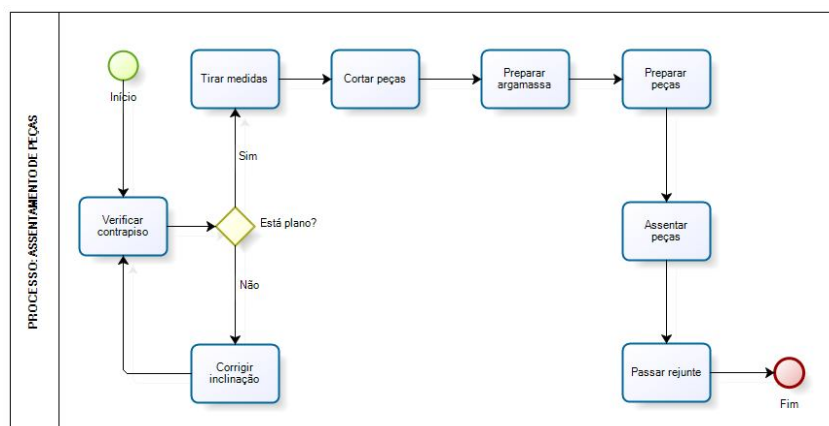 PROCESSO: ASSENTAMENTO DE PEÇAS
Início
Tirar medidas
Cortar peças
Preparar
argamassa
Preparar
peças
Sim
Verificar
contrapiso
Está plano?
Assentar
peças
Não
Corrigir
inclinação
Passar rejunte
Fim